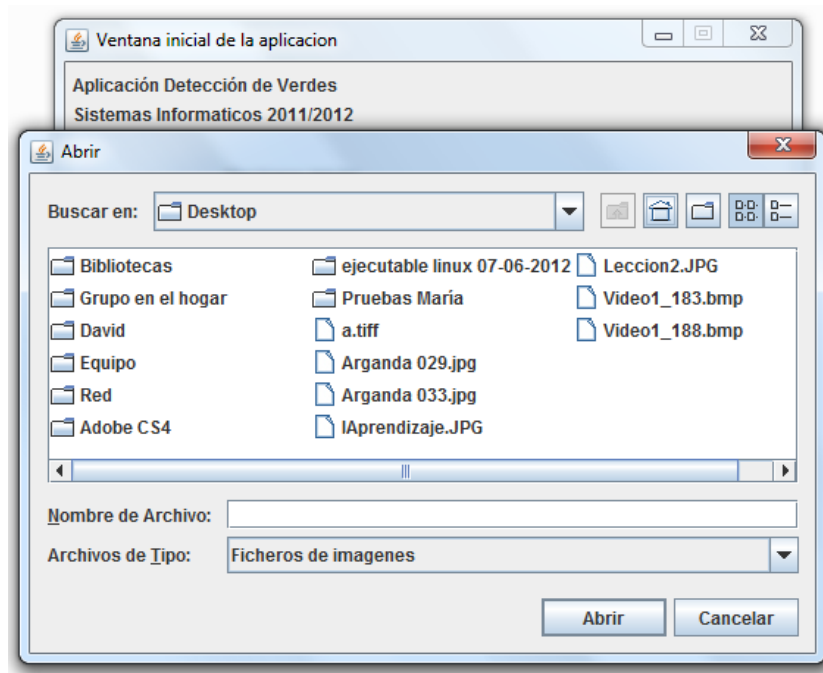 Ventana inicial de la aplicacion
Aplicación Detección de Verdes
Sistemas Informaticos 2011/2012
Abrir
Buscar en: Desktop
Bibliotecas
Grupo en el hogar
David
Equipo
Red
Adobe CS4
ejecutable linux 07-06-2012
Pruebas María
a.tiff
Arganda 029.jpg
Arganda 033.jpg
IAprendizaje.JPG
Leccion2.JPG
Video1_183.bmp
Video1_188.bmp
Nombre de Archivo:
Archivos de Tipo: Ficheros de imagenes
Abrir Cancelar